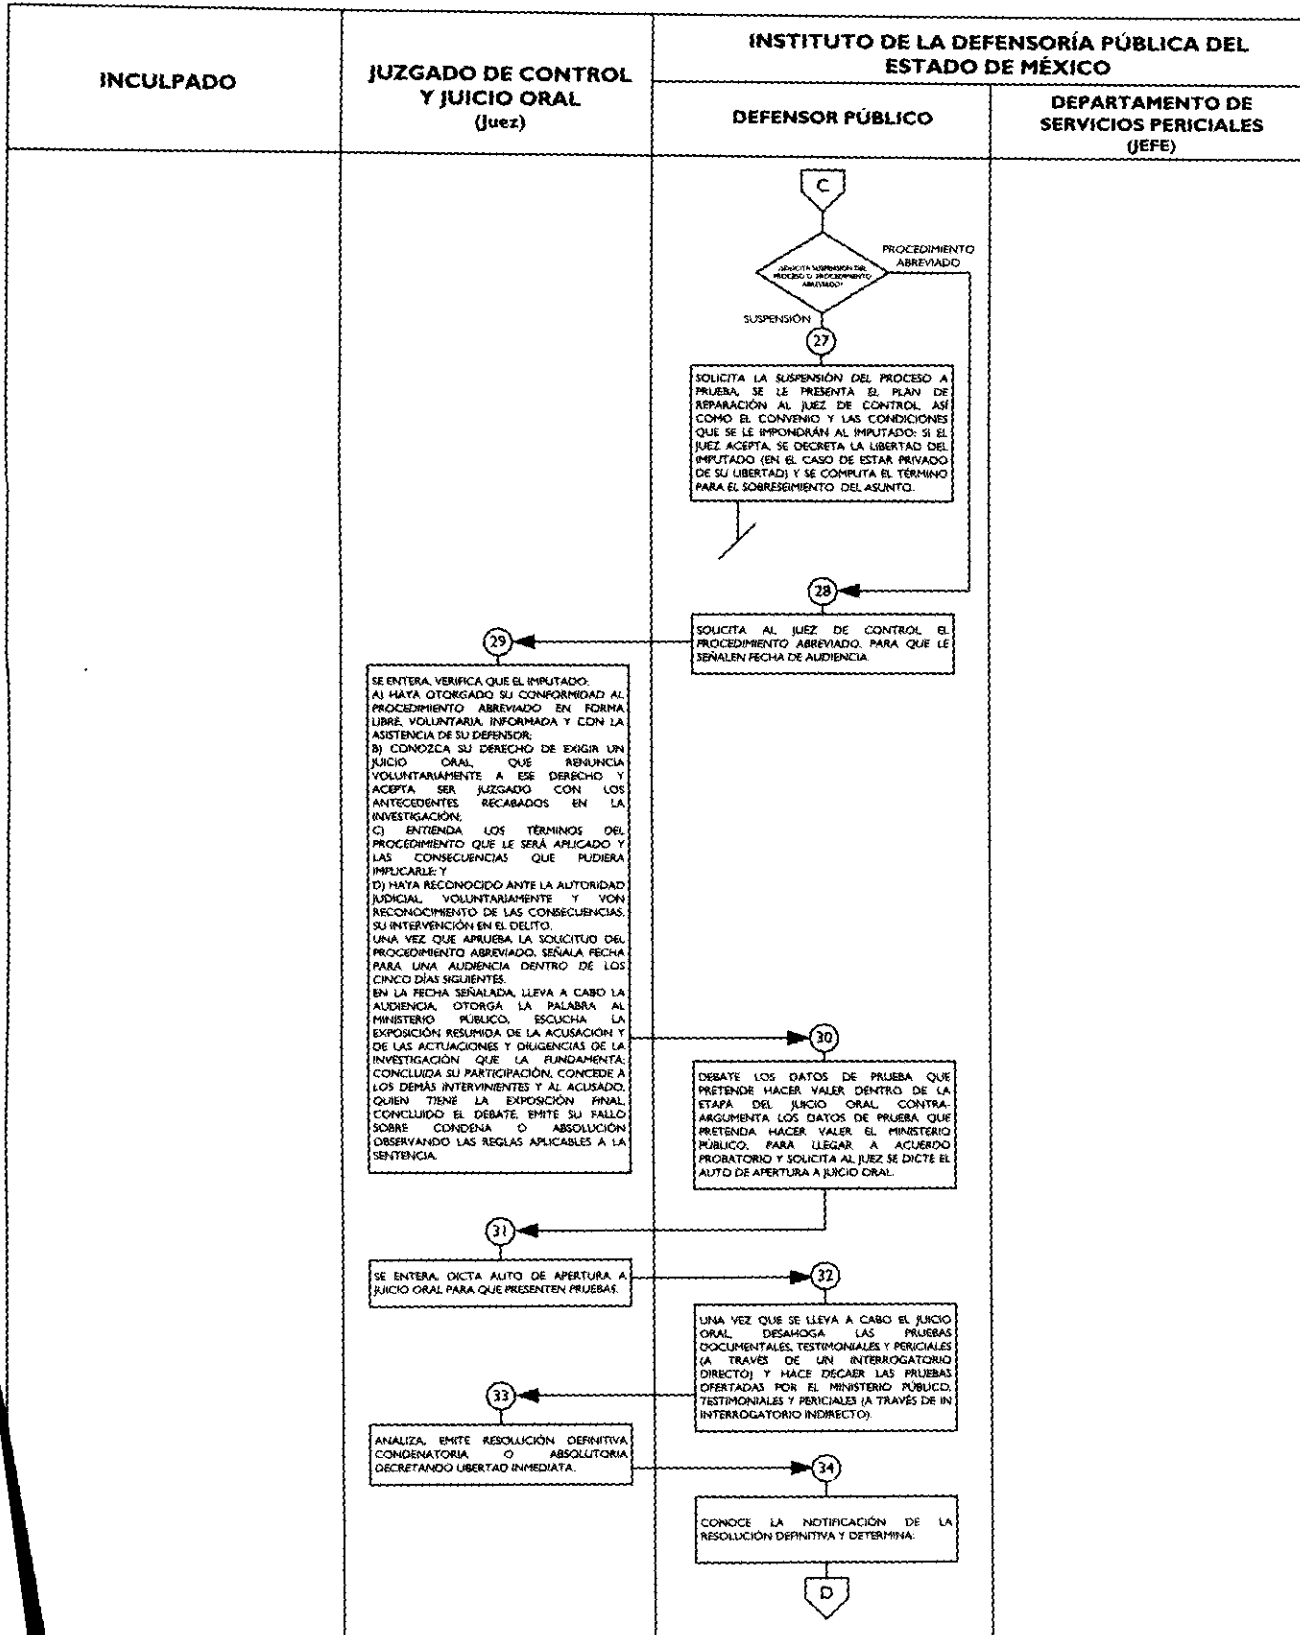 INCULPADO
JUZGADO DE CONTROL
Y JUICIO ORAL
(Juez)
INSTITUTO DE LA DEFENSORÍA PÚBLICA DEL
ESTADO DE MÉXICO
DEFENSOR PÚBLICO
DEPARTAMENTO DE
SERVICIOS PERICIALES
(JEFE)
C
¿SOLICITA SUSPENSIÓN DEL
PROCESO O PROCEDIMIENTO
ABREVIADO?
PROCEDIMIENTO
ABREVIADO
SUSPENSIÓN
27
SOLICITA LA SUSPENSIÓN DEL PROCESO A
PRUEBA, SE LE PRESENTA EL PLAN DE
REPARACIÓN AL JUEZ DE CONTROL, ASÍ
COMO EL CONVENIO Y LAS CONDICIONES
QUE SE LE IMPONDRÁN AL IMPUTADO; SI EL
JUEZ ACEPTA, SE DECRETA LA LIBERTAD DEL
IMPUTADO (EN EL CASO DE ESTAR PRIVADO
DE SU LIBERTAD) Y SE COMPUTA EL TÉRMINO
PARA EL SOBRESEIMIENTO DEL ASUNTO.
28
SOLICITA AL JUEZ DE CONTROL EL
PROCEDIMIENTO ABREVIADO, PARA QUE LE
SEÑALEN FECHA DE AUDIENCIA.
29
SE ENTERA, VERIFICA QUE EL IMPUTADO:
A) HAYA OTORGADO SU CONFORMIDAD AL
PROCEDIMIENTO ABREVIADO EN FORMA
LIBRE, VOLUNTARIA, INFORMADA Y CON LA
ASISTENCIA DE SU DEFENSOR;
B) CONOZCA SU DERECHO DE EXIGIR UN
JUICIO ORAL, QUE RENUNCIA
VOLUNTARIAMENTE A ESE DERECHO Y
ACEPTA SER JUZGADO CON LOS
ANTECEDENTES RECABADOS EN LA
INVESTIGACIÓN;
C) ENTIENDA LOS TÉRMINOS DEL
PROCEDIMIENTO QUE LE SERÁ APLICADO Y
LAS CONSECUENCIAS QUE PUDIERA
IMPLICARLE; Y
D) HAYA RECONOCIDO ANTE LA AUTORIDAD
JUDICIAL, VOLUNTARIAMENTE Y VON
RECONOCIMIENTO DE LAS CONSECUENCIAS,
SU INTERVENCIÓN EN EL DELITO.
UNA VEZ QUE APRUEBA LA SOLICITUD DEL
PROCEDIMIENTO ABREVIADO, SEÑALA FECHA
PARA UNA AUDIENCIA DENTRO DE LOS
CINCO DÍAS SIGUIENTES.
EN LA FECHA SEÑALADA, LLEVA A CABO LA
AUDIENCIA, OTORGA LA PALABRA AL
MINISTERIO PÚBLICO, ESCUCHA LA
EXPOSICIÓN RESUMIDA DE LA ACUSACIÓN Y
DE LAS ACTUACIONES Y DILIGENCIAS DE LA
INVESTIGACIÓN QUE LA FUNDAMENTA;
CONCLUIDA SU PARTICIPACIÓN, CONCEDE A
LOS DEMÁS INTERVINIENTES Y AL ACUSADO,
QUIEN TIENE LA EXPOSICIÓN FINAL,
CONCLUIDO EL DEBATE, EMITE SU FALLO
SOBRE CONDENA O ABSOLUCIÓN
OBSERVANDO LAS REGLAS APLICABLES A LA
SENTENCIA.
30
DEBATE LOS DATOS DE PRUEBA QUE
PRETENDE HACER VALER DENTRO DE LA
ETAPA DEL JUICIO ORAL, CONTRA-
ARGUMENTA LOS DATOS DE PRUEBA QUE
PRETENDA HACER VALER EL MINISTERIO
PÚBLICO, PARA LLEGAR A ACUERDO
PROBATORIO Y SOLICITA AL JUEZ SE DICTE EL
AUTO DE APERTURA A JUICIO ORAL.
31
SE ENTERA, DICTA AUTO DE APERTURA A
JUICIO ORAL PARA QUE PRESENTEN PRUEBAS.
32
UNA VEZ QUE SE LLEVA A CABO EL JUICIO
ORAL, DESAHOGA LAS PRUEBAS
DOCUMENTALES, TESTIMONIALES Y PERICIALES
(A TRAVÉS DE UN INTERROGATORIO
DIRECTO) Y HACE DECAER LAS PRUEBAS
OFERTADAS POR EL MINISTERIO PÚBLICO,
TESTIMONIALES Y PERICIALES (A TRAVÉS DE IN
INTERROGATORIO INDIRECTO).
33
ANALIZA, EMITE RESOLUCIÓN DEFINITIVA
CONDENATORIA O ABSOLUTORIA
DECRETANDO LIBERTAD INMEDIATA.
34
CONOCE LA NOTIFICACIÓN DE LA
RESOLUCIÓN DEFINITIVA Y DETERMINA:
D